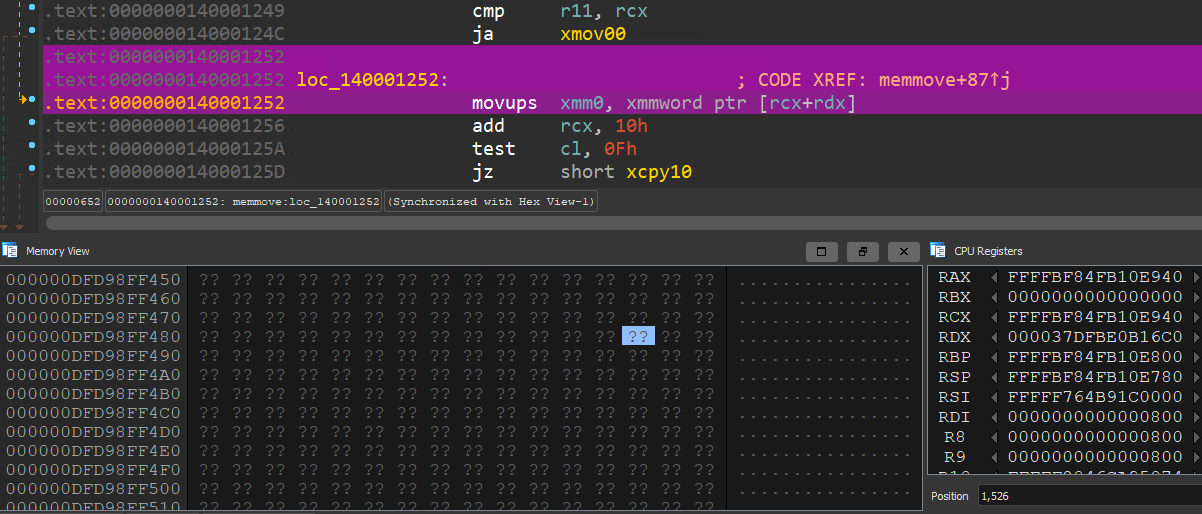 .text:0000000140001249 cmp r11, rcx
.text:000000014000124C ja xmov00
.text:0000000140001252
.text:0000000140001252 loc_140001252: ; CODE XREF: memmove+87↑j
.text:0000000140001252 movups xmm0, xmmword ptr [rcx+rdx]
.text:0000000140001256 add rcx, 10h
.text:000000014000125A test cl, 0Fh
.text:000000014000125D jz short xcpy10
00000652 0000000140001252: memmove:loc_140001252 (Synchronized with Hex View-1)
Memory View
000000DFD98FF450 ?? ?? ?? ?? ?? ?? ?? ?? ?? ?? ?? ?? ?? ?? ?? ?? ................
000000DFD98FF460 ?? ?? ?? ?? ?? ?? ?? ?? ?? ?? ?? ?? ?? ?? ?? ?? ................
000000DFD98FF470 ?? ?? ?? ?? ?? ?? ?? ?? ?? ?? ?? ?? ?? ?? ?? ?? ................
000000DFD98FF480 ?? ?? ?? ?? ?? ?? ?? ?? ?? ?? ?? ?? ?? ?? ?? ?? ................
000000DFD98FF490 ?? ?? ?? ?? ?? ?? ?? ?? ?? ?? ?? ?? ?? ?? ?? ?? ................
000000DFD98FF4A0 ?? ?? ?? ?? ?? ?? ?? ?? ?? ?? ?? ?? ?? ?? ?? ?? ................
000000DFD98FF4B0 ?? ?? ?? ?? ?? ?? ?? ?? ?? ?? ?? ?? ?? ?? ?? ?? ................
000000DFD98FF4C0 ?? ?? ?? ?? ?? ?? ?? ?? ?? ?? ?? ?? ?? ?? ?? ?? ................
000000DFD98FF4D0 ?? ?? ?? ?? ?? ?? ?? ?? ?? ?? ?? ?? ?? ?? ?? ?? ................
000000DFD98FF4E0 ?? ?? ?? ?? ?? ?? ?? ?? ?? ?? ?? ?? ?? ?? ?? ?? ................
000000DFD98FF4F0 ?? ?? ?? ?? ?? ?? ?? ?? ?? ?? ?? ?? ?? ?? ?? ?? ................
000000DFD98FF500 ?? ?? ?? ?? ?? ?? ?? ?? ?? ?? ?? ?? ?? ?? ?? ?? ................
000000DFD98FF510 ?? ?? ?? ?? ?? ?? ?? ?? ?? ?? ?? ?? ?? ?? ?? ?? ................
CPU Registers
RAX FFFFBF84FB10E940
RBX 0000000000000000
RCX FFFFBF84FB10E940
RDX 000037DFBE0B16C0
RBP FFFFBF84FB10E800
RSP FFFFBF84FB10E780
RSI FFFFF764B91C0000
RDI 0000000000000800
R8 0000000000000800
R9 0000000000000800
Position 1,526